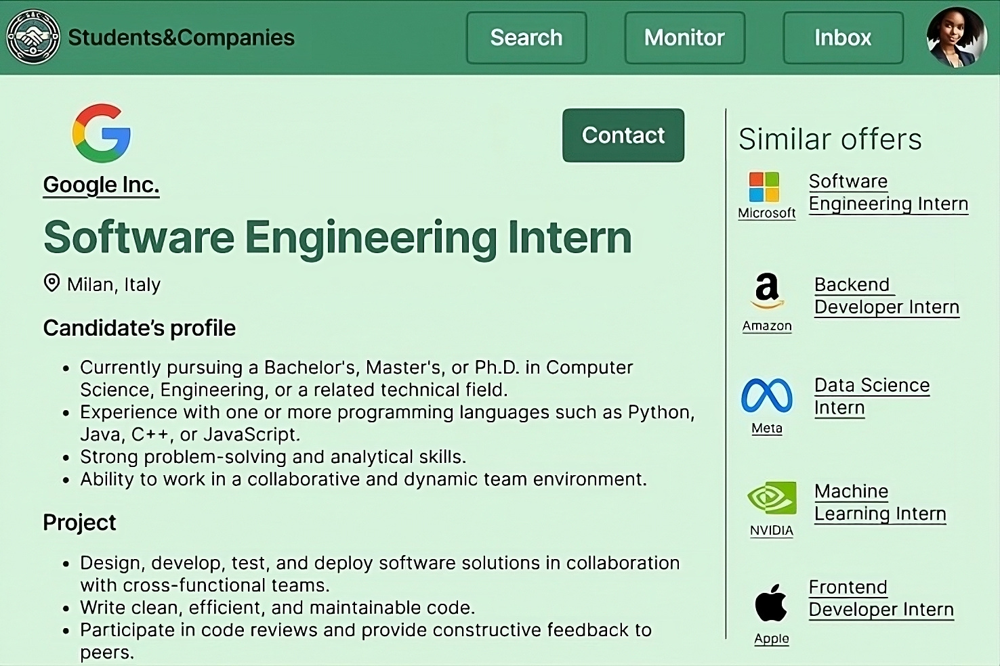 Students&Companies
Search
Monitor
Inbox
Google Inc.
Contact
Software Engineering Intern
Milan, Italy
Candidate’s profile
• Currently pursuing a Bachelor's, Master's, or Ph.D. in Computer
Science, Engineering, or a related technical field.
• Experience with one or more programming languages such as Python,
Java, C++, or JavaScript.
• Strong problem-solving and analytical skills.
• Ability to work in a collaborative and dynamic team environment.
Project
• Design, develop, test, and deploy software solutions in collaboration
with cross-functional teams.
• Write clean, efficient, and maintainable code.
• Participate in code reviews and provide constructive feedback to
peers.
Similar offers
Microsoft
Software
Engineering Intern
Amazon
Backend
Developer Intern
Meta
Data Science
Intern
NVIDIA
Machine
Learning Intern
Apple
Frontend
Developer Intern